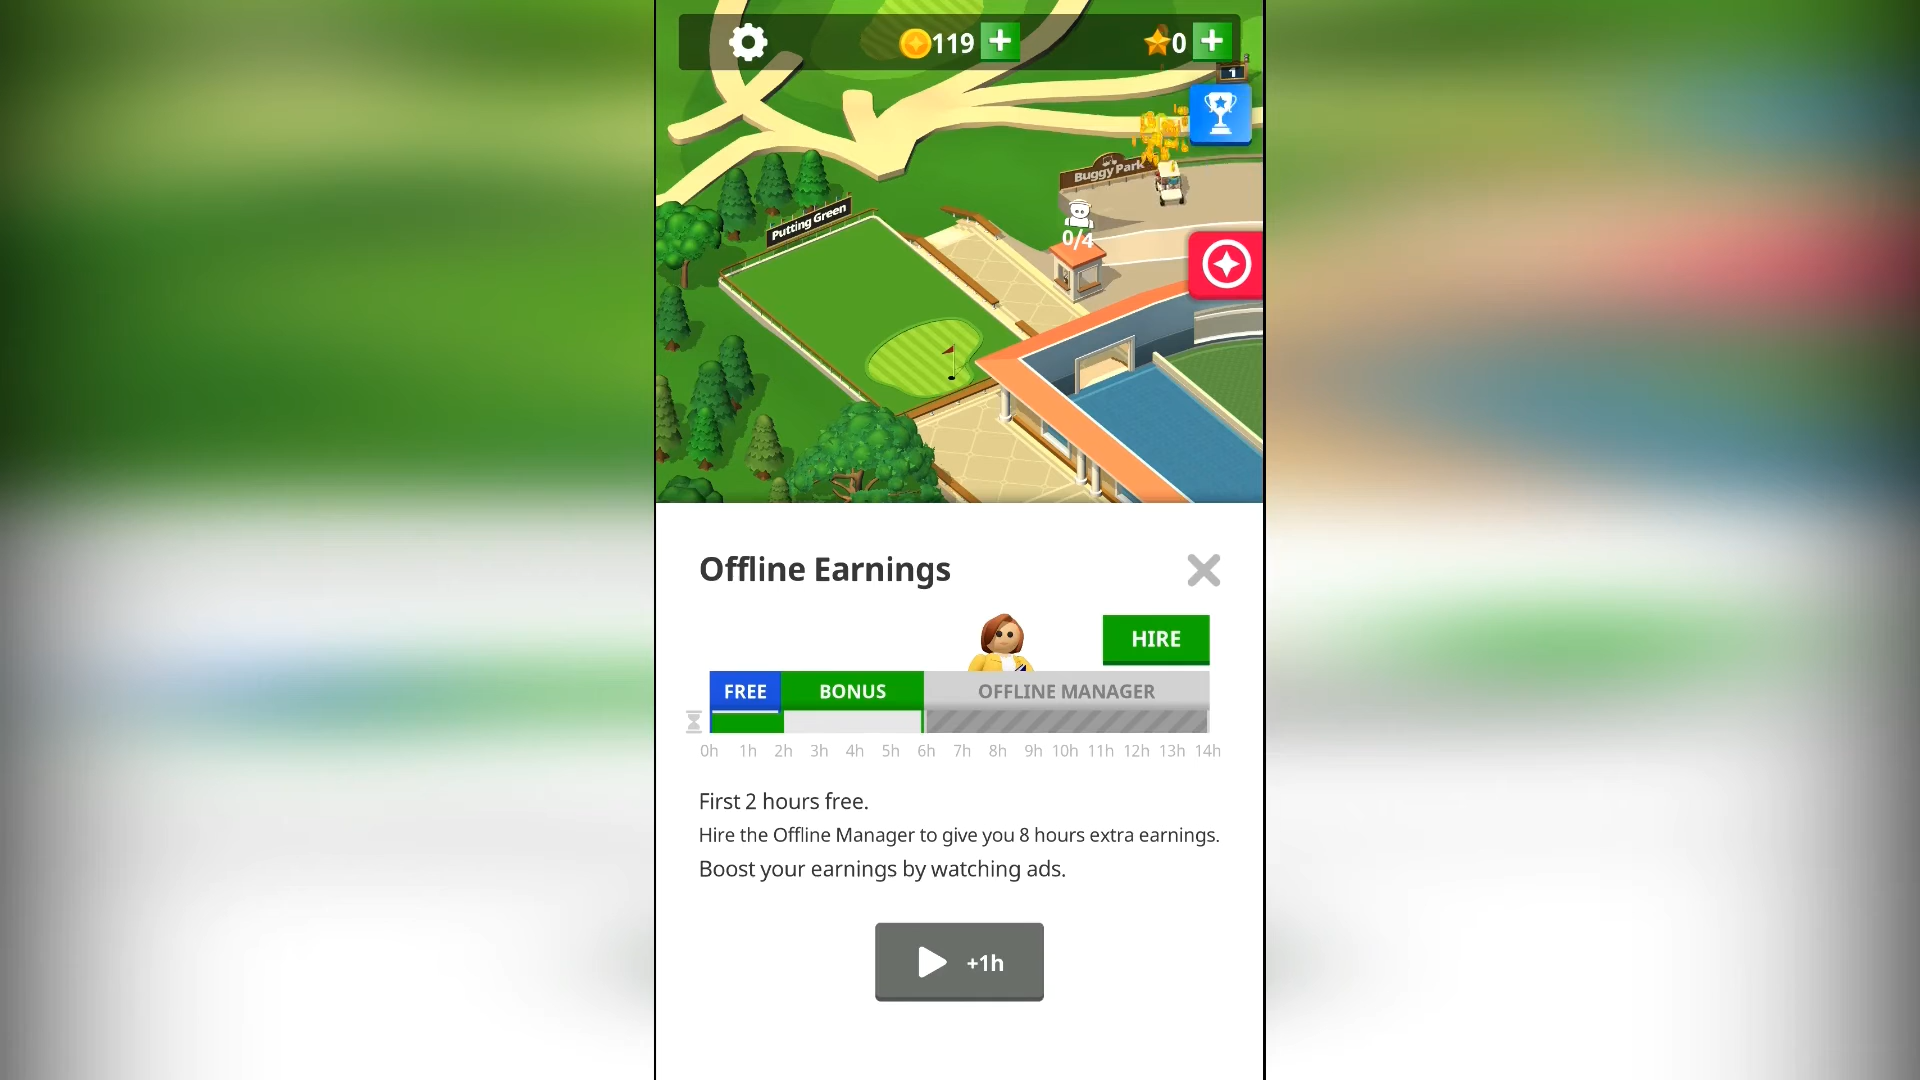 119
0
1
Buggy Park
Putting Green
0/4
Offline Earnings
HIRE
FREE BONUS OFFLINE MANAGER
0h 1h 2h 3h 4h 5h 6h 7h 8h 9h 10h 11h 12h 13h 14h
First 2 hours free.
Hire the Offline Manager to give you 8 hours extra earnings.
Boost your earnings by watching ads.
+1h